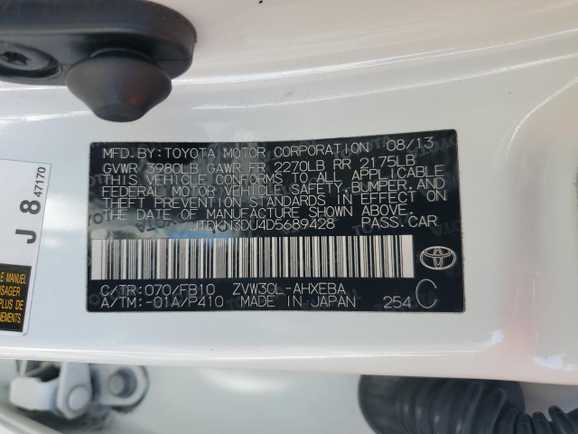 MFD. BY: TOYOTA MOTOR CORPORATION 08/13
GVWR 3980LB GAWR FR 2270LB RR 2175LB
THIS VEHICLE CONFORMS TO ALL APPLICABLE
FEDERAL MOTOR VEHICLE SAFETY, BUMPER, AND
THEFT PREVENTION STANDARDS IN EFFECT ON
THE DATE OF MANUFACTURE SHOWN ABOVE.
JTDKN3DU4D5689428 PASS.CAR
C/TR: 070/FB10 ZVW30L-AHXEBA
A/TM: -01A/P410 MADE IN JAPAN 254 C
TOYOTA
J 8 47170